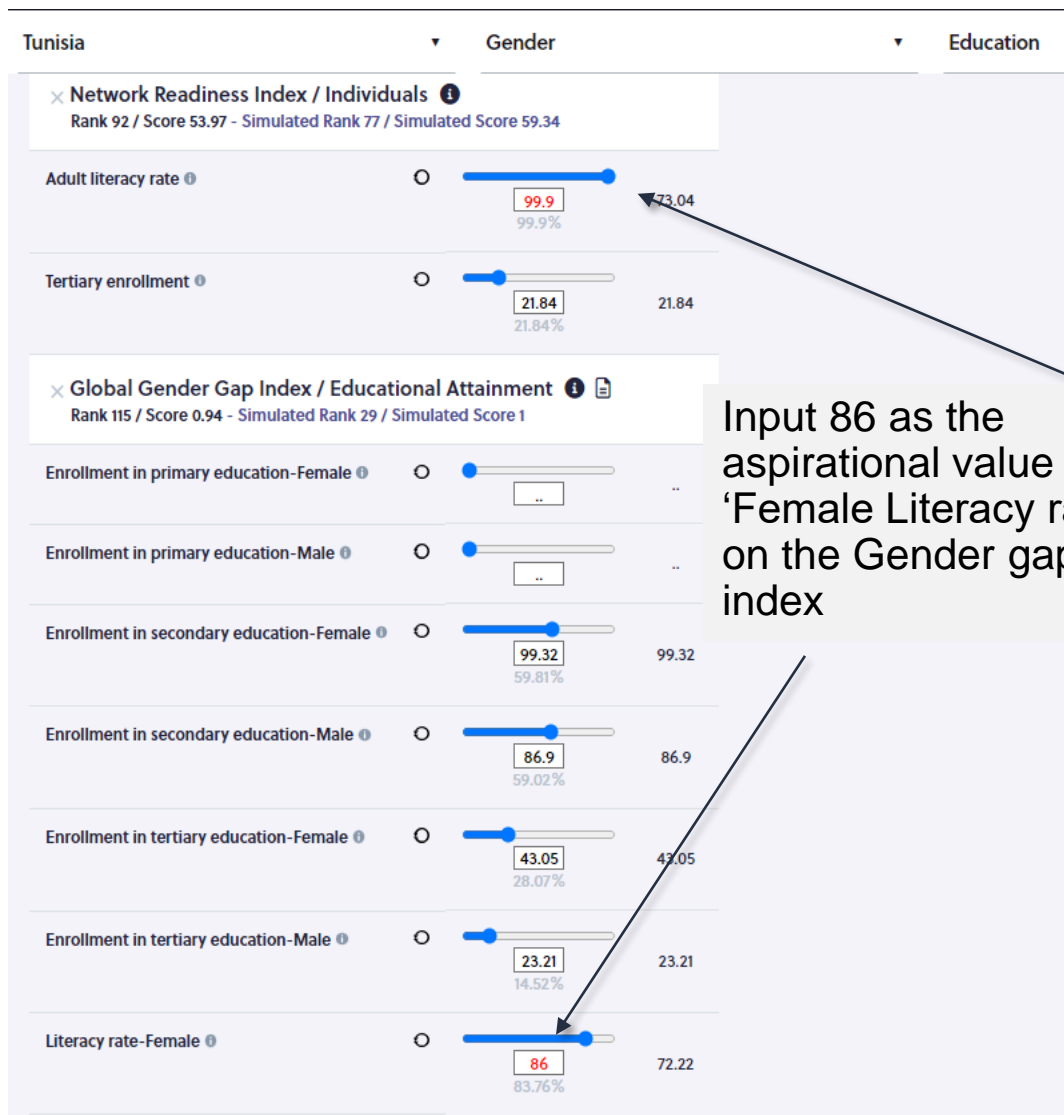 Tunisia Gender Education
Network Readiness Index / Individuals
Rank 92 / Score 53.97 - Simulated Rank 77 / Simulated Score 59.34
Adult literacy rate
99.9 73.04
99.9%
Tertiary enrollment
21.84 21.84
21.84%
Global Gender Gap Index / Educational Attainment
Rank 115 / Score 0.94 - Simulated Rank 29 / Simulated Score 1
Input 86 as the
aspirational value
‘Female Literacy
on the Gender
index
Enrollment in primary education-Female
.. ..
Enrollment in primary education-Male
.. ..
Enrollment in secondary education-Female
99.32 99.32
59.81%
Enrollment in secondary education-Male
86.9 86.9
59.02%
Enrollment in tertiary education-Female
43.05 43.05
28.07%
Enrollment in tertiary education-Male
23.21 23.21
14.52%
Literacy rate-Female
86 72.22
83.76%